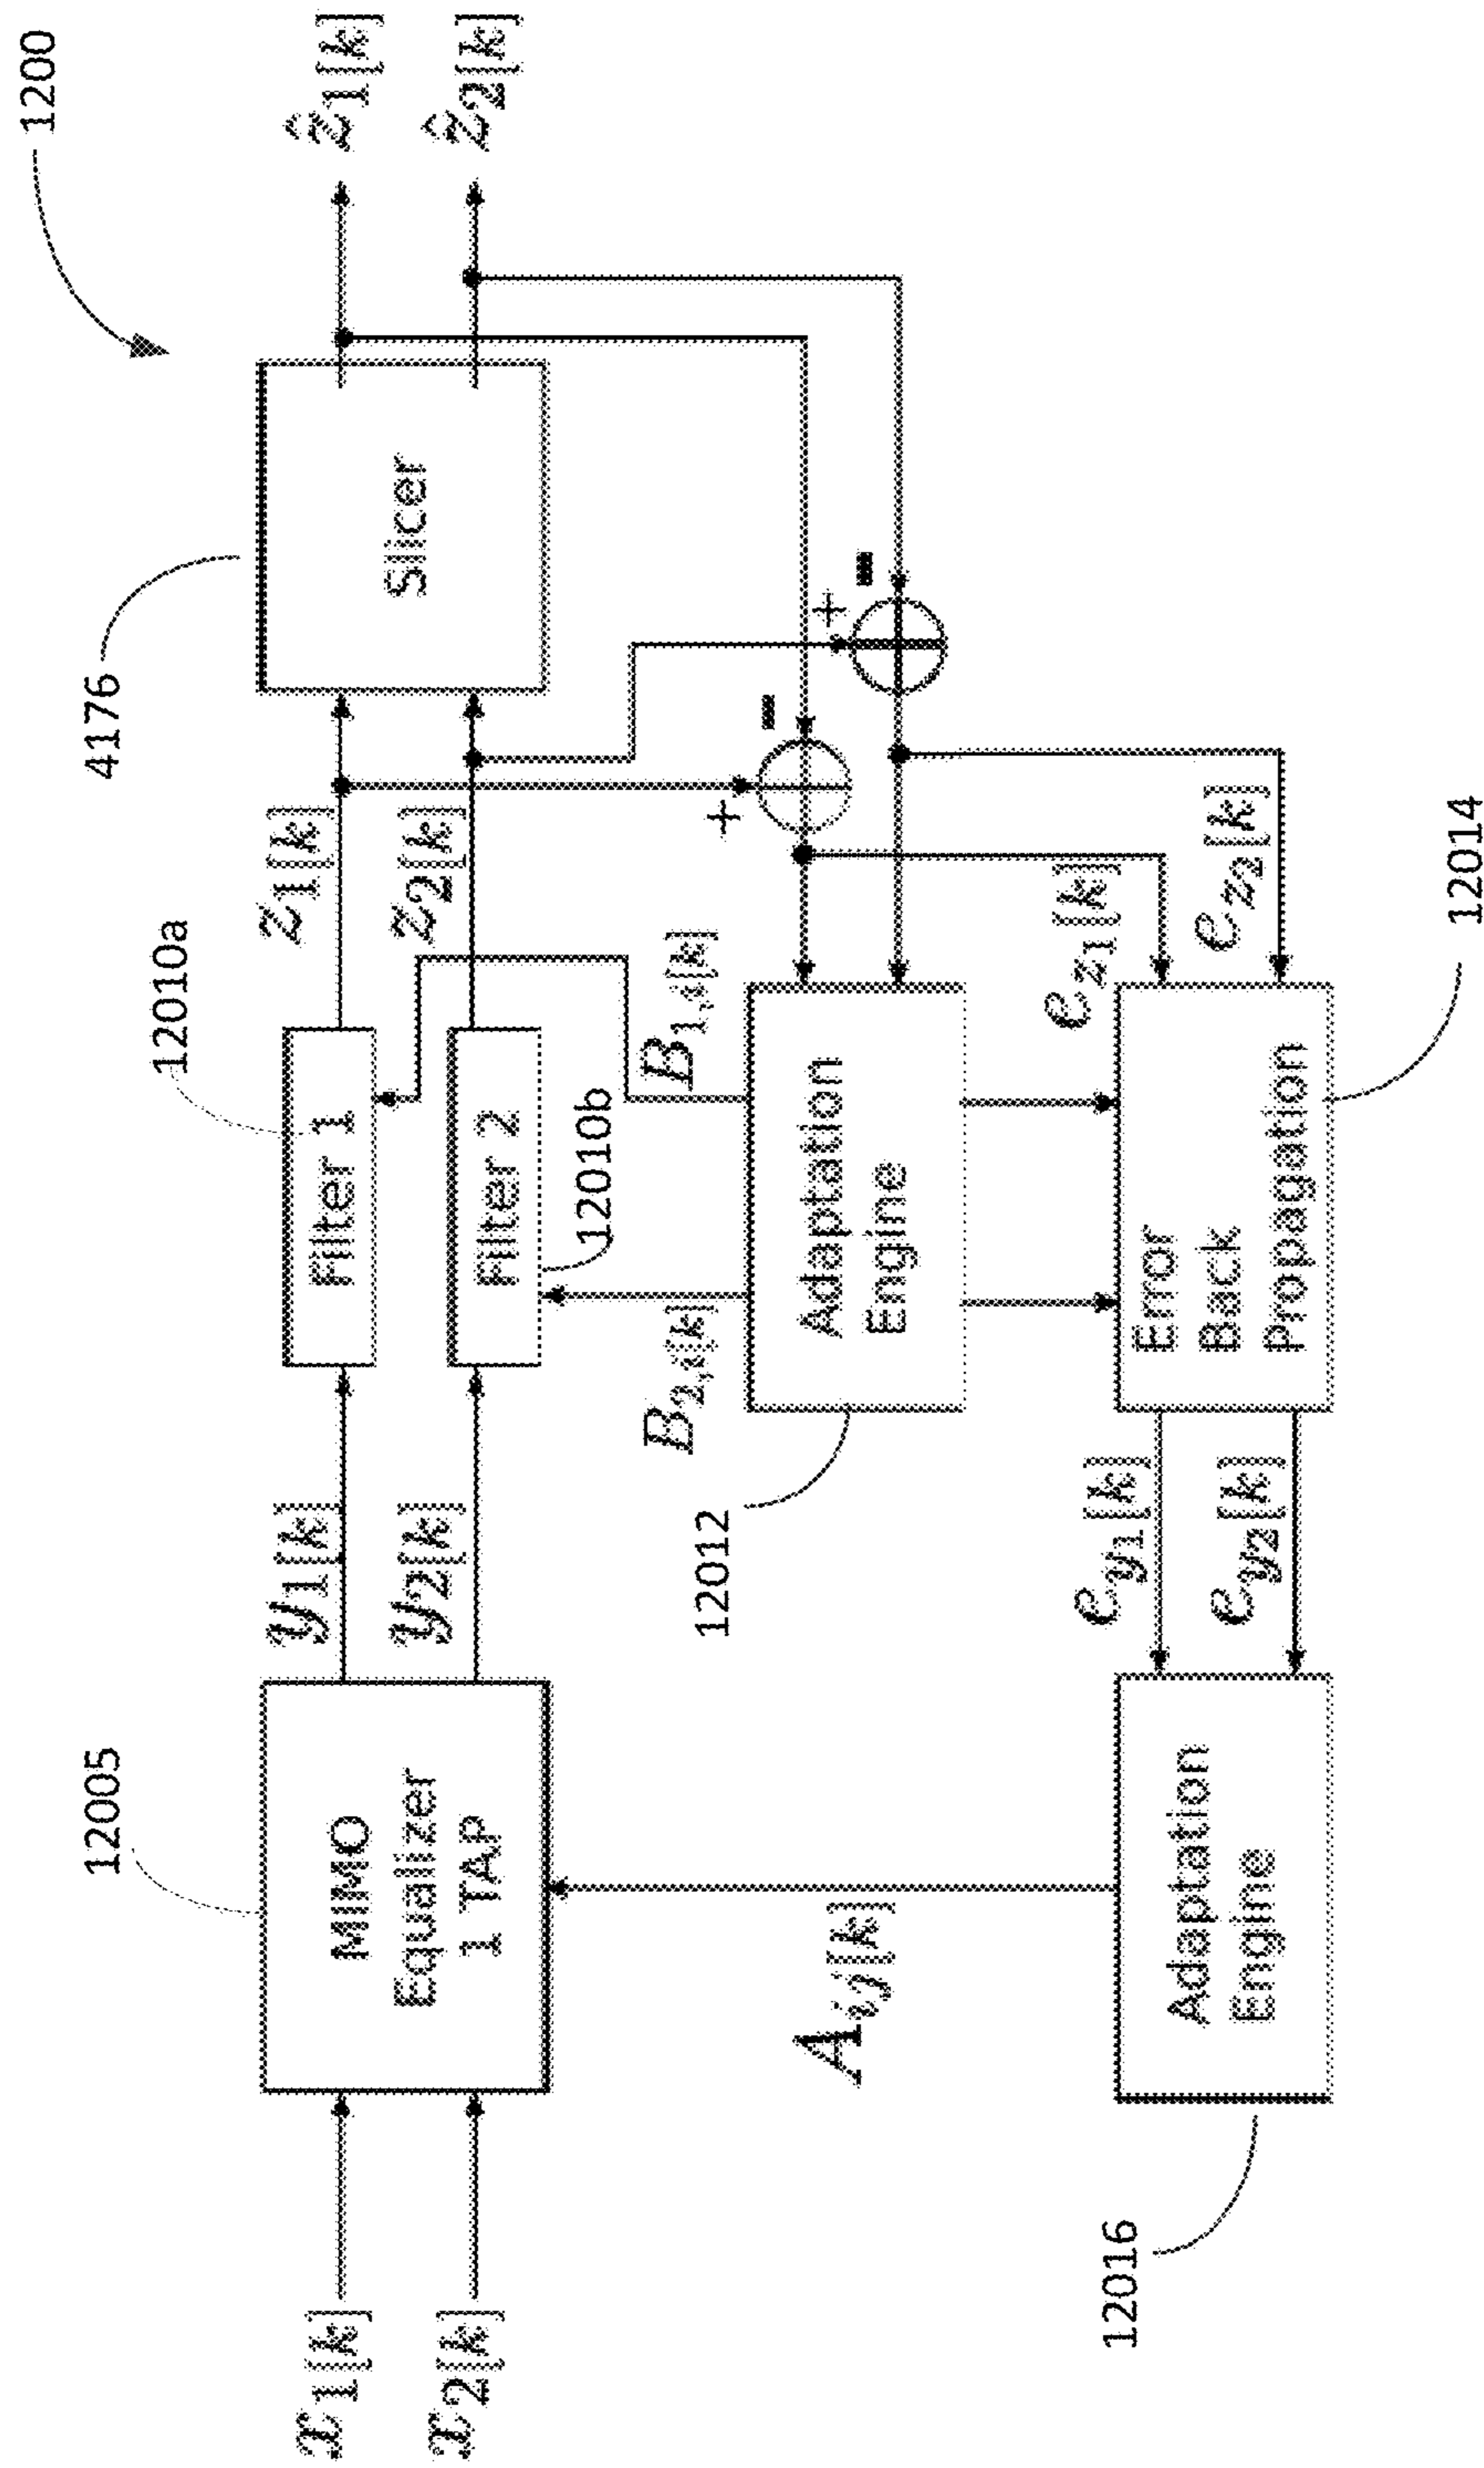 1200
4176
12010a
12005
x1[k]
x2[k]
MIMO
Equalizer
1 TAP
y1[k]
y2[k]
Filter 1
Filter 2
z1[k]
z2[k]
Slicer
ẑ1[k]
ẑ2[k]
12010b
B2,i[k]
B1,i[k]
+
-
+
-
12012
Adaptation
Engine
Aij[k]
ez1[k]
ez2[k]
12016
Adaptation
Engine
ey1[k]
ey2[k]
Error
Back
Propagation
12014